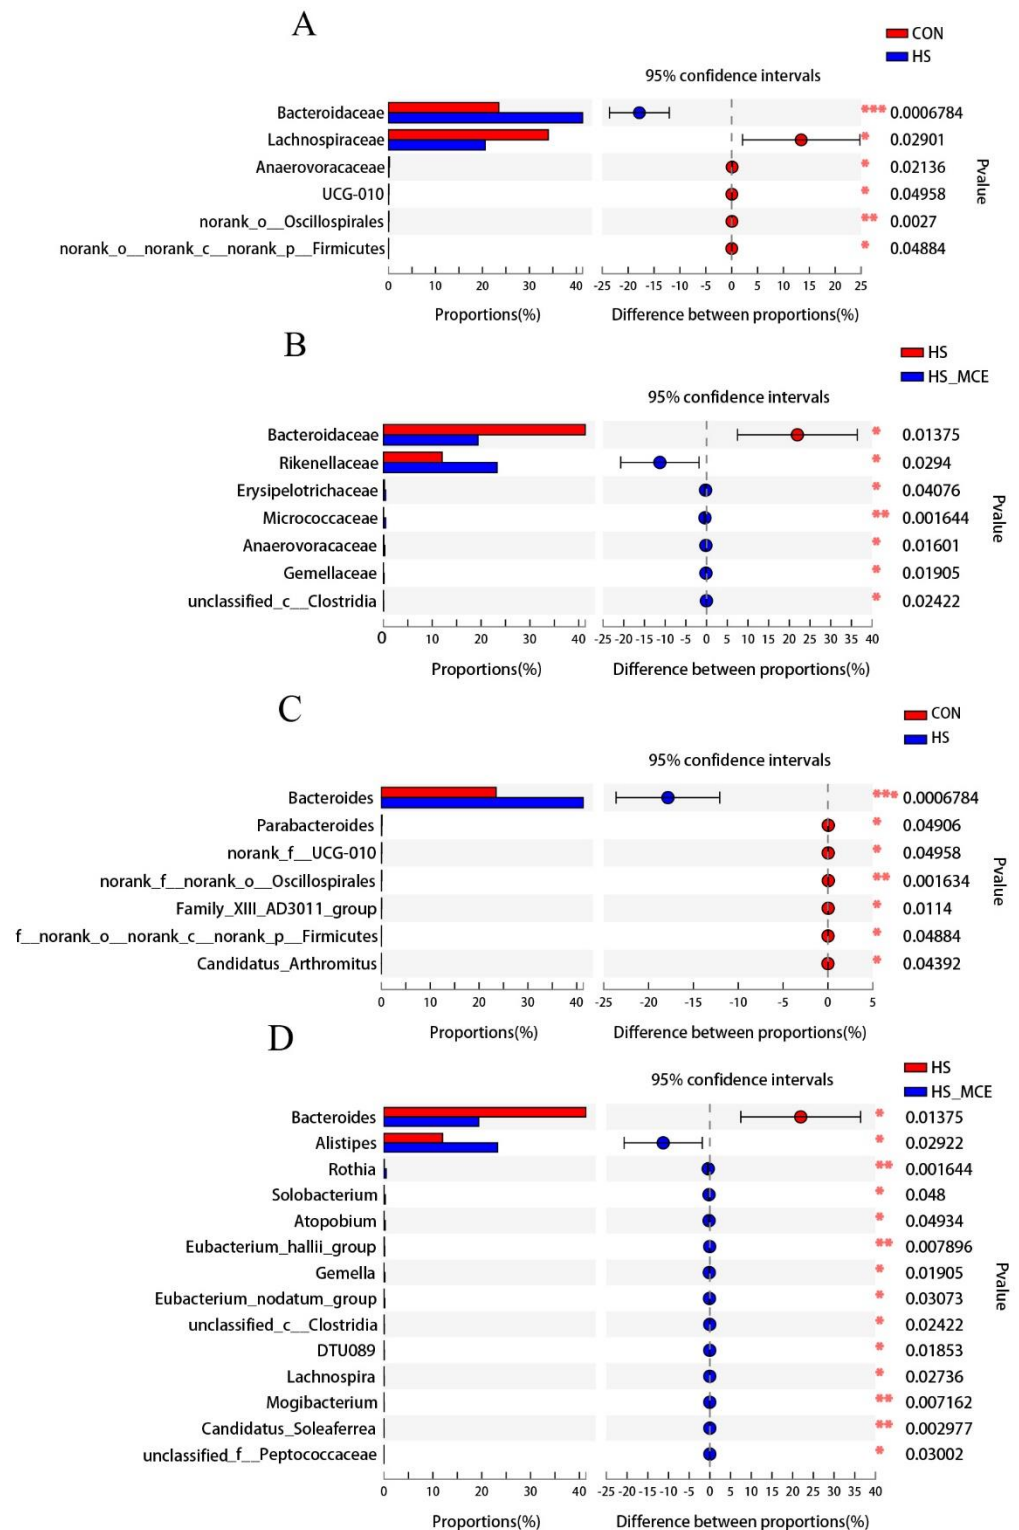 A
CON
HS
95% confidence intervals
Bacteroidaceae *** 0.0006784
Lachnospiraceae * 0.02901
Anaerovoracaceae * 0.02136
UCG-010 * 0.04958
norank_o__Oscillospirales ** 0.0027
norank_o__norank_c__norank_p__Firmicutes * 0.04884
Pvalue
0 10 20 30 40 -25 -20 -15 -10 -5 0 5 10 15 20 25
Proportions(%) Difference between proportions(%)
B
HS
HS_MCE
95% confidence intervals
Bacteroidaceae * 0.01375
Rikenellaceae * 0.0294
Erysipelotrichaceae * 0.04076
Micrococcaceae ** 0.001644
Anaerovoracaceae * 0.01601
Gemellaceae * 0.01905
unclassified_c__Clostridia * 0.02422
Pvalue
0 10 20 30 40 -25 -20 -15 -10 -5 0 5 10 15 20 25 30 35 40
Proportions(%) Difference between proportions(%)
C
CON
HS
95% confidence intervals
Bacteroides *** 0.0006784
Parabacteroides * 0.04906
norank_f__UCG-010 * 0.04958
norank_f__norank_o__Oscillospirales ** 0.001634
Family_XIII_AD3011_group * 0.0114
f__norank_o__norank_c__norank_p__Firmicutes * 0.04884
Candidatus_Arthromitus * 0.04392
Pvalue
0 10 20 30 40 -25 -20 -15 -10 -5 0 5
Proportions(%) Difference between proportions(%)
D
HS
HS_MCE
95% confidence intervals
Bacteroides * 0.01375
Alistipes * 0.02922
Rothia ** 0.001644
Solobacterium * 0.048
Atopobium * 0.04934
Eubacterium_hallii_group ** 0.007896
Gemella * 0.01905
Eubacterium_nodatum_group * 0.03073
unclassified_c__Clostridia * 0.02422
DTU089 * 0.01853
Lachnospira * 0.02736
Mogibacterium ** 0.007162
Candidatus_Soleaferrea ** 0.002977
unclassified_f__Peptococcaceae * 0.03002
Pvalue
0 10 20 30 40 -25 -20 -15 -10 -5 0 5 10 15 20 25 30 35 40
Proportions(%) Difference between proportions(%)